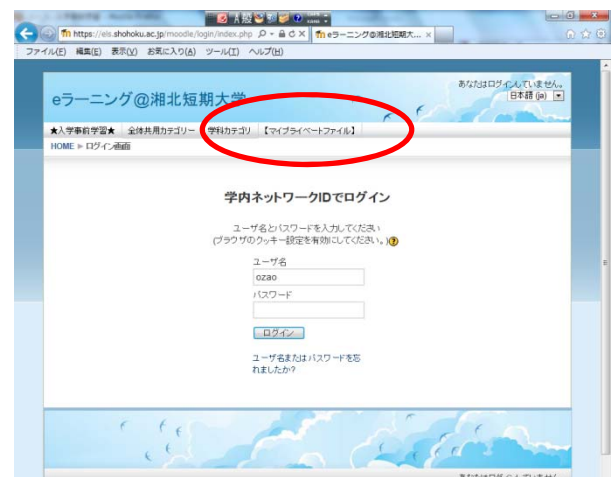 https://els.shohoku.ac.jp/moodle/login/index.php
eラーニング@湘北短期大...
ファイル(F) 編集(E) 表示(V) お気に入り(A) ツール(T) ヘルプ(H)
あなたはログインしていません。
日本語 (ja)
eラーニング@湘北短期大学
★入学事前学習★ 全体共用カテゴリー 学科カテゴリ 【マイプライベートファイル】
HOME ► ログイン画面
学内ネットワークIDでログイン
ユーザ名とパスワードを入力してください
(ブラウザのクッキー設定を有効にしてください。)
ユーザ名
ozao
パスワード
ログイン
ユーザ名またはパスワードを忘
れましたか?